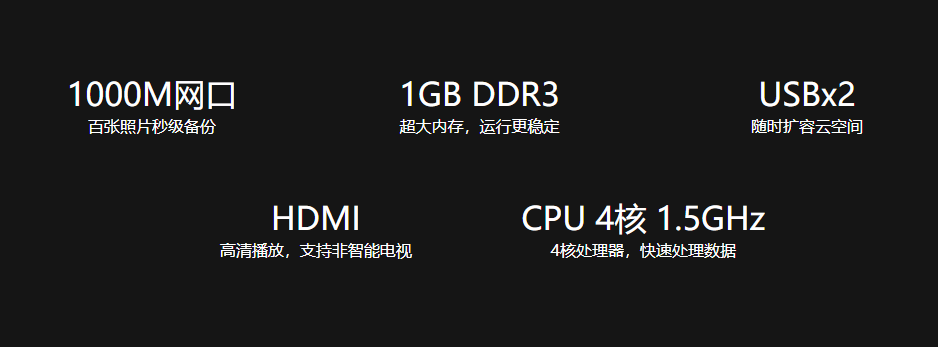 1000M网口
百张照片秒级备份
1GB DDR3
超大内存，运行更稳定
USBx2
随时扩容云空间
HDMI
高清播放，支持非智能电视
CPU 4核 1.5GHz
4核处理器，快速处理数据